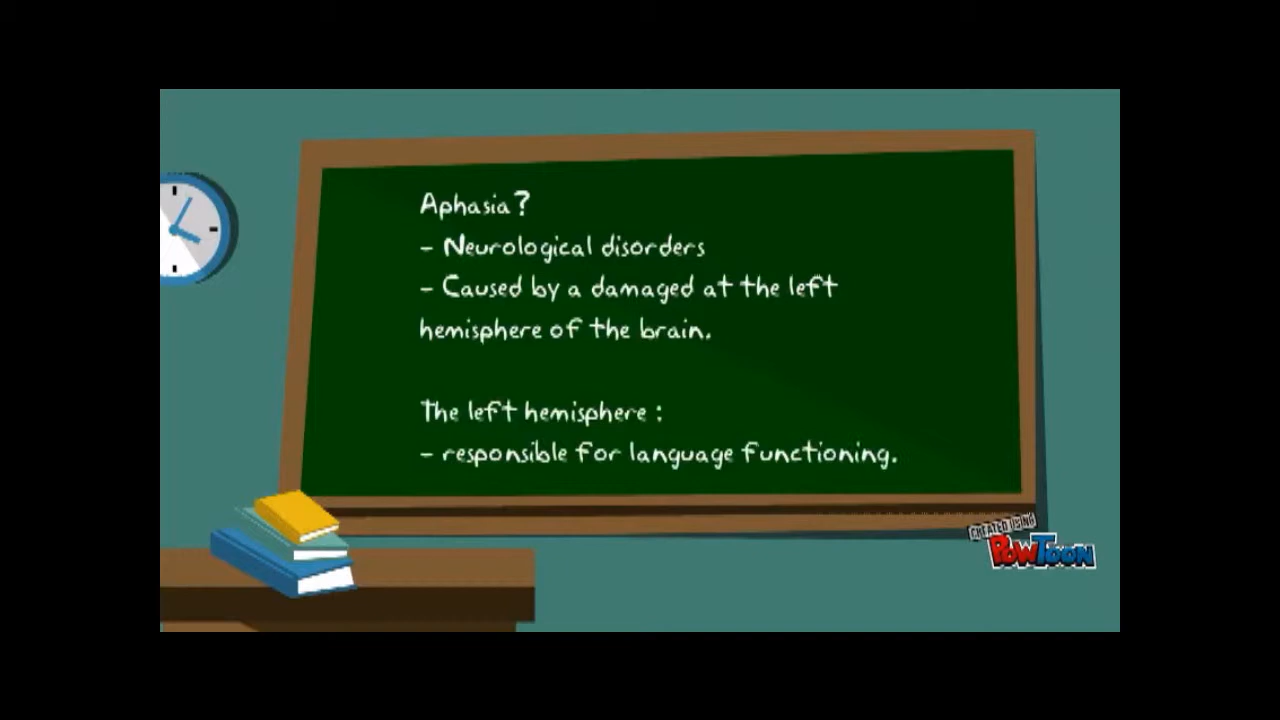 Aphasia?
- Neurological disorders
- Caused by a damaged at the left
hemisphere of the brain.
The left hemisphere :
- responsible for language functioning.
CREATED USING
POWTOON